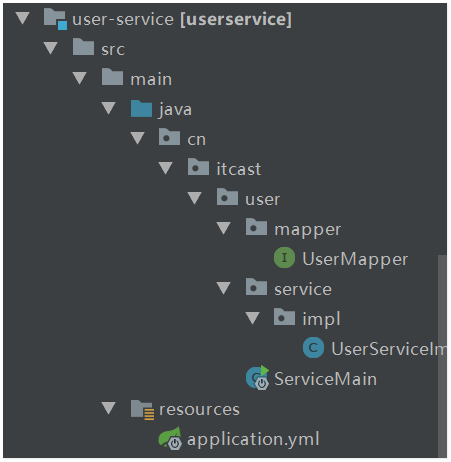 user-service [userservice]
src
main
java
cn
itcast
user
mapper
I UserMapper
service
impl
C UserServiceIm
C ServiceMain
resources
application.yml